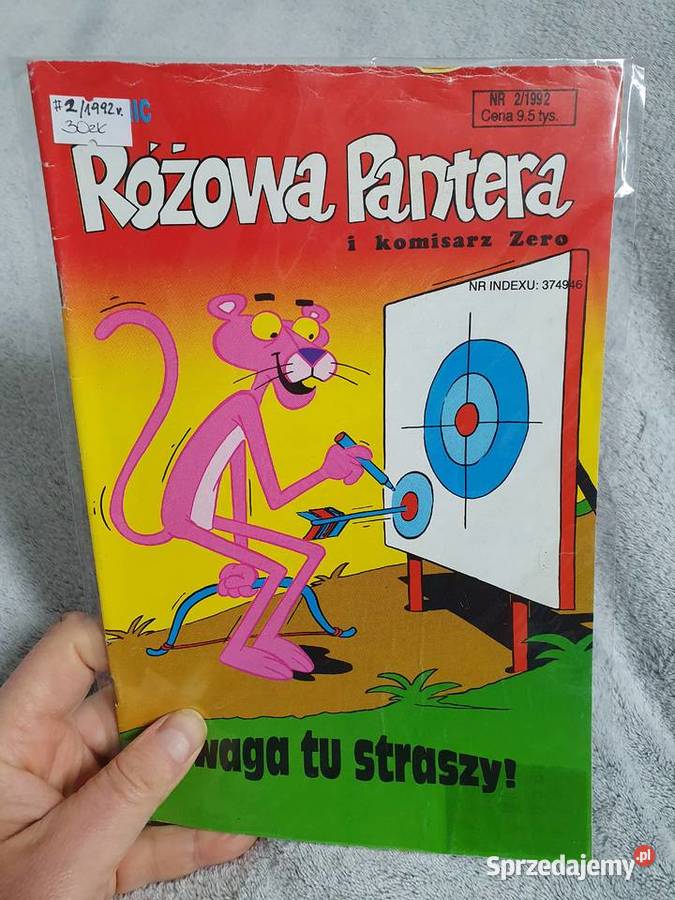 #2/1992r.
30zł
IC
NR 2/1992
Cena 9.5 tys.
Różowa Pantera
i komisarz Zero
NR INDEXU: 374946
waga tu straszy!
Sprzedajemy.pl